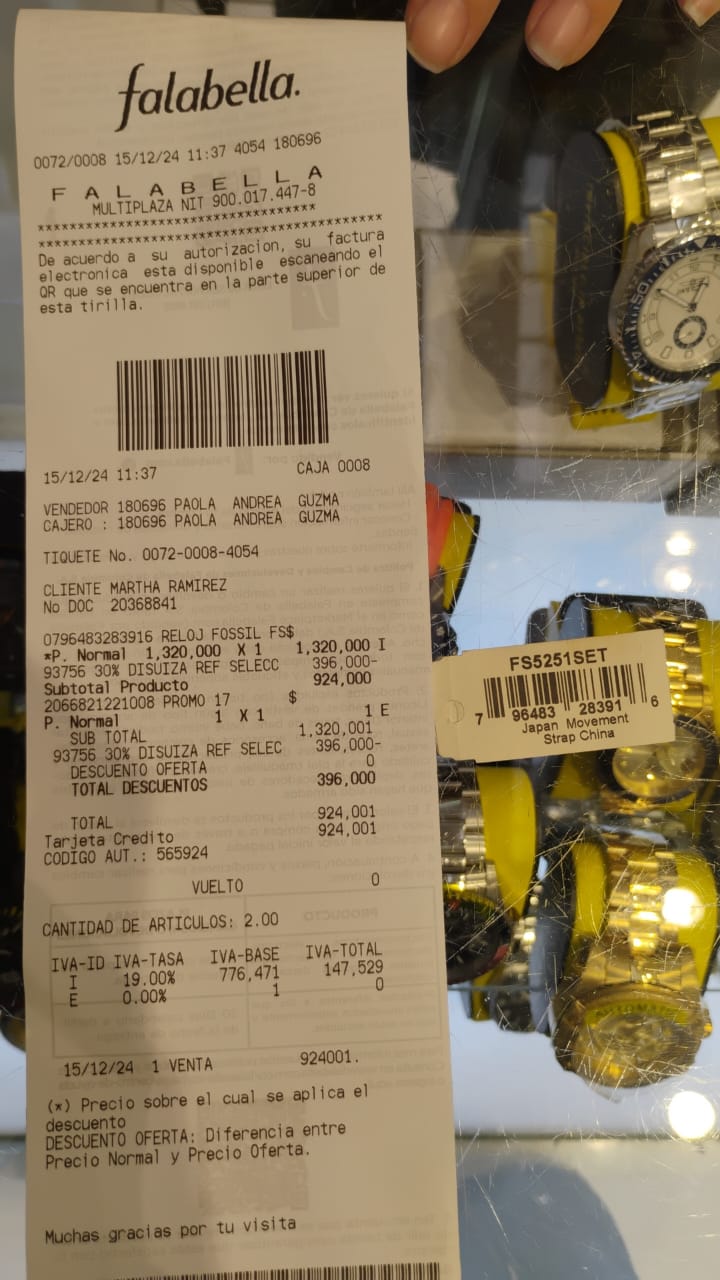 falabella.
0072/0008 15/12/24 11:37 4054 180696
F A L A B E L L A
MULTIPLAZA NIT 900.017.447-8
************************************
********************************************
De acuerdo a su autorizacion, su factura
electronica esta disponible escaneando el
QR que se encuentra en la parte superior de
esta tirilla.
15/12/24 11:37 CAJA 0008
VENDEDOR 180696 PAOLA ANDREA GUZMA
CAJERO : 180696 PAOLA ANDREA GUZMA
TIQUETE No. 0072-0008-4054
CLIENTE MARTHA RAMIREZ
No DOC 20368841
0796483283916 RELOJ FOSSIL FS$
*P. Normal 1,320,000 X 1 1,320,000 I
93756 30% DISUIZA REF SELECC 396,000-
Subtotal Producto 924,000
2066821221008 PROMO 17 $
P. Normal 1 X 1 1 E
SUB TOTAL 1,320,001
93756 30% DISUIZA REF SELEC 396,000-
DESCUENTO OFERTA 0
TOTAL DESCUENTOS 396,000
TOTAL 924,001
Tarjeta Credito 924,001
CODIGO AUT.: 565924
VUELTO 0
CANTIDAD DE ARTICULOS: 2.00
IVA-ID IVA-TASA IVA-BASE IVA-TOTAL
I 19.00% 776,471 147,529
E 0.00% 1 0
15/12/24 1 VENTA 924001.
(*) Precio sobre el cual se aplica el
descuento
DESCUENTO OFERTA: Diferencia entre
Precio Normal y Precio Oferta.
Muchas gracias por tu visita
FS5251SET
7 96483 28391 6
Japan Movement
Strap China
AUTOMATIC